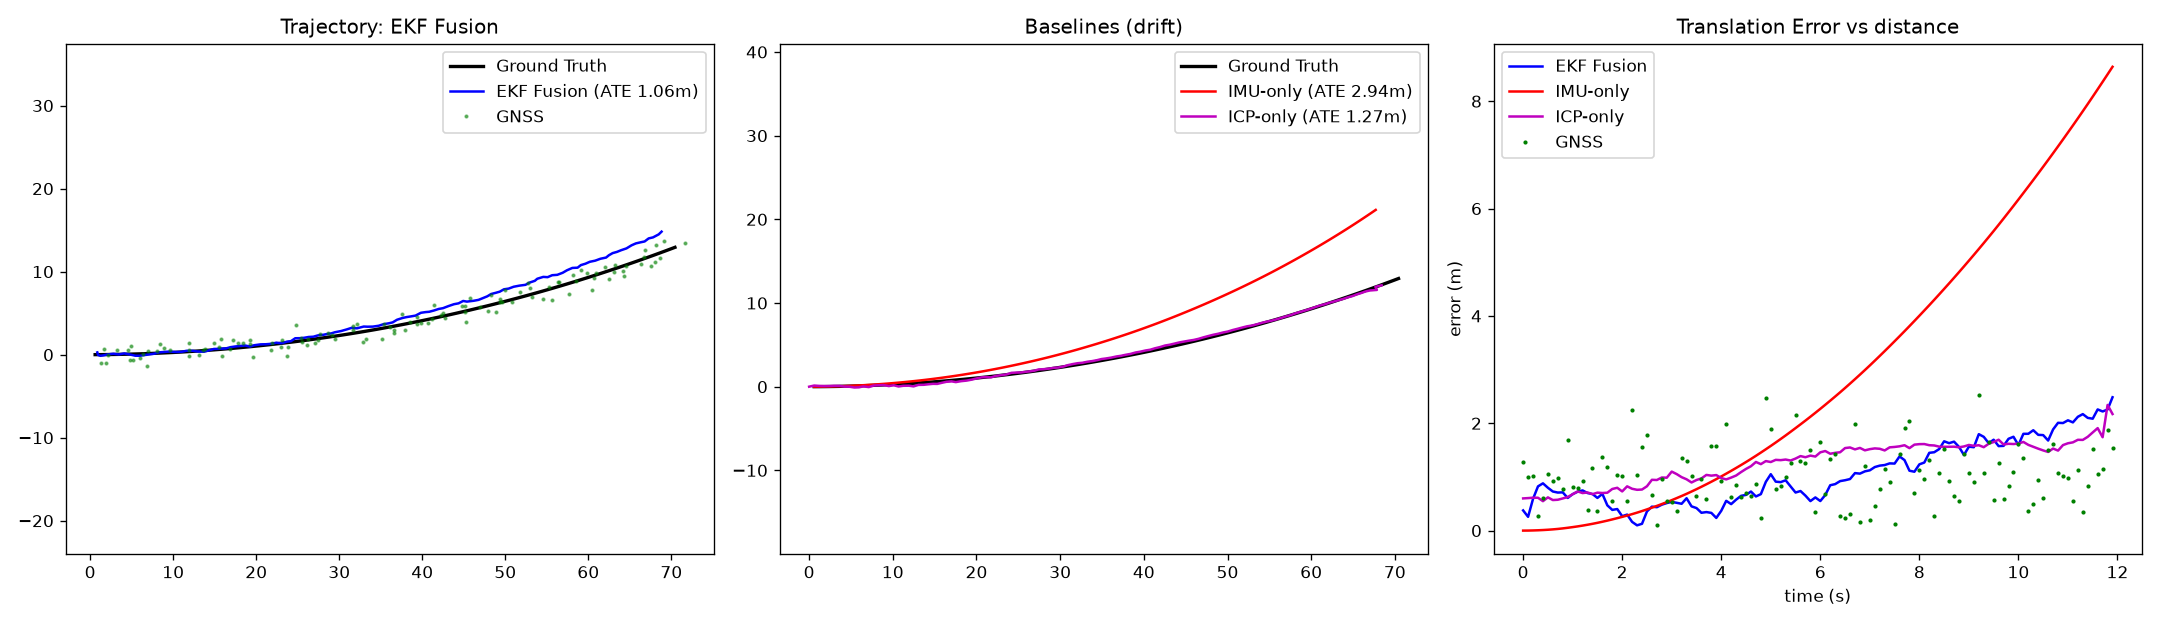 Trajectory: EKF Fusion
Ground Truth
EKF Fusion (ATE 1.06m)
GNSS
30
20
10
0
−10
−20
0 10 20 30 40 50 60 70
Baselines (drift)
Ground Truth
IMU-only (ATE 2.94m)
ICP-only (ATE 1.27m)
40
30
20
10
0
−10
0 10 20 30 40 50 60 70
Translation Error vs distance
EKF Fusion
IMU-only
ICP-only
GNSS
error (m)
8
6
4
2
0
0 2 4 6 8 10 12
time (s)